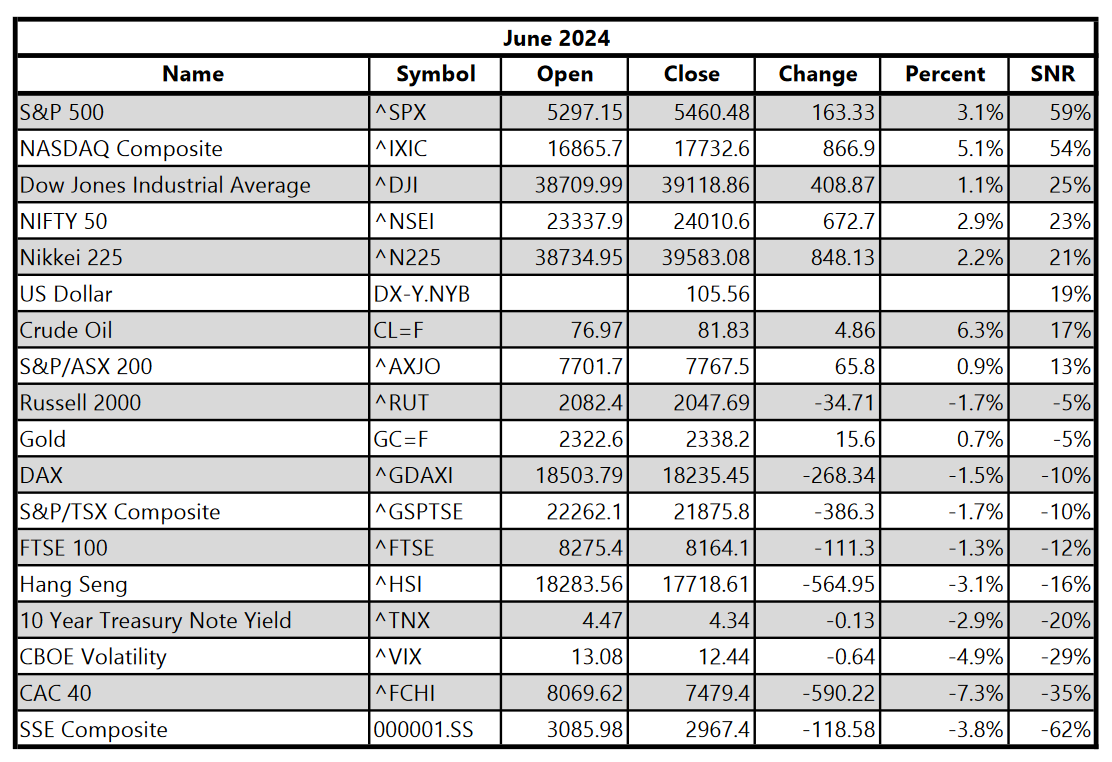 June 2024
Name Symbol Open Close Change Percent SNR
S&P 500 ^SPX 5297.15 5460.48 163.33 3.1% 59%
NASDAQ Composite ^IXIC 16865.7 17732.6 866.9 5.1% 54%
Dow Jones Industrial Average ^DJI 38709.99 39118.86 408.87 1.1% 25%
NIFTY 50 ^NSEI 23337.9 24010.6 672.7 2.9% 23%
Nikkei 225 ^N225 38734.95 39583.08 848.13 2.2% 21%
US Dollar DX-Y.NYB 105.56 19%
Crude Oil CL=F 76.97 81.83 4.86 6.3% 17%
S&P/ASX 200 ^AXJO 7701.7 7767.5 65.8 0.9% 13%
Russell 2000 ^RUT 2082.4 2047.69 -34.71 -1.7% -5%
Gold GC=F 2322.6 2338.2 15.6 0.7% -5%
DAX ^GDAXI 18503.79 18235.45 -268.34 -1.5% -10%
S&P/TSX Composite ^GSPTSE 22262.1 21875.8 -386.3 -1.7% -10%
FTSE 100 ^FTSE 8275.4 8164.1 -111.3 -1.3% -12%
Hang Seng ^HSI 18283.56 17718.61 -564.95 -3.1% -16%
10 Year Treasury Note Yield ^TNX 4.47 4.34 -0.13 -2.9% -20%
CBOE Volatility ^VIX 13.08 12.44 -0.64 -4.9% -29%
CAC 40 ^FCHI 8069.62 7479.4 -590.22 -7.3% -35%
SSE Composite 000001.SS 3085.98 2967.4 -118.58 -3.8% -62%